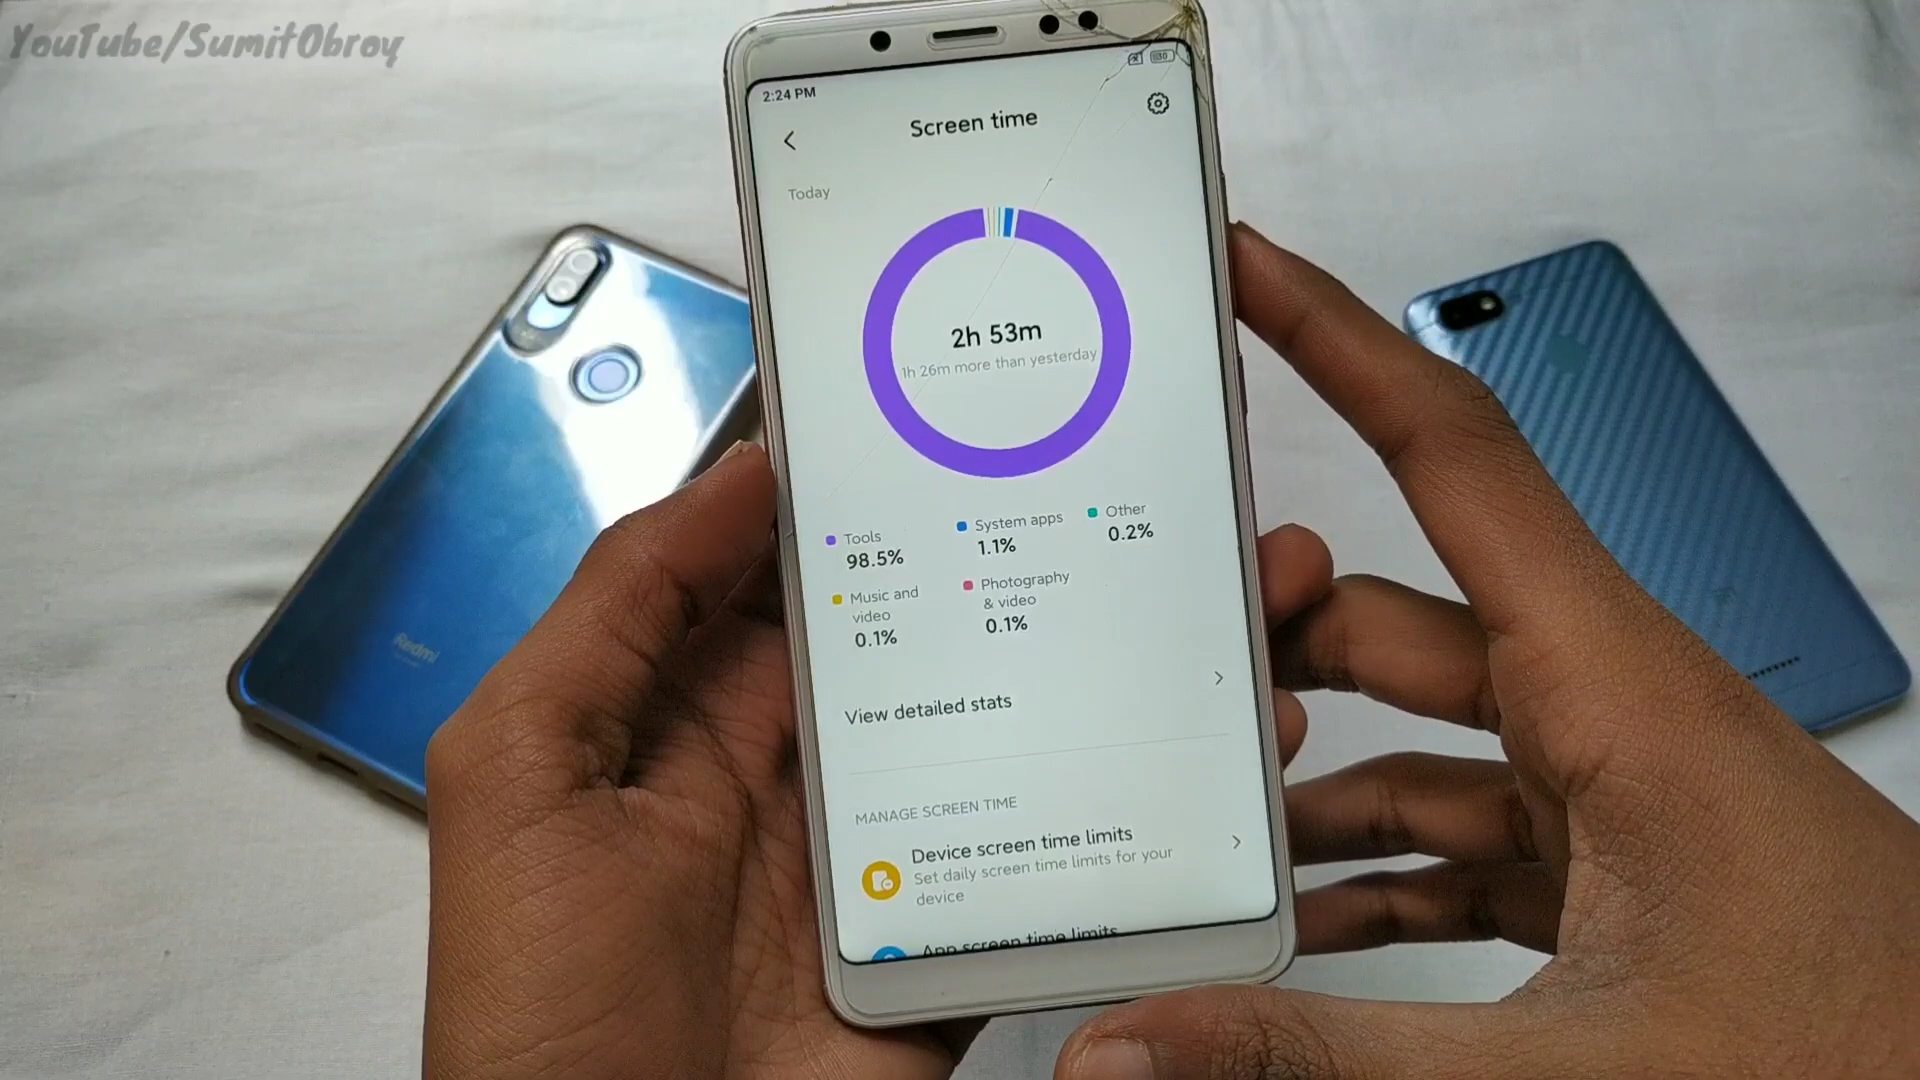 YouTube/SumitObroy
2:24 PM
30
Screen time
Today
2h 53m
1h 26m more than yesterday
Tools
98.5%
System apps
1.1%
Other
0.2%
Music and
video
0.1%
Photography
& video
0.1%
View detailed stats
MANAGE SCREEN TIME
Device screen time limits
Set daily screen time limits for your
device
App screen time limits
Redmi